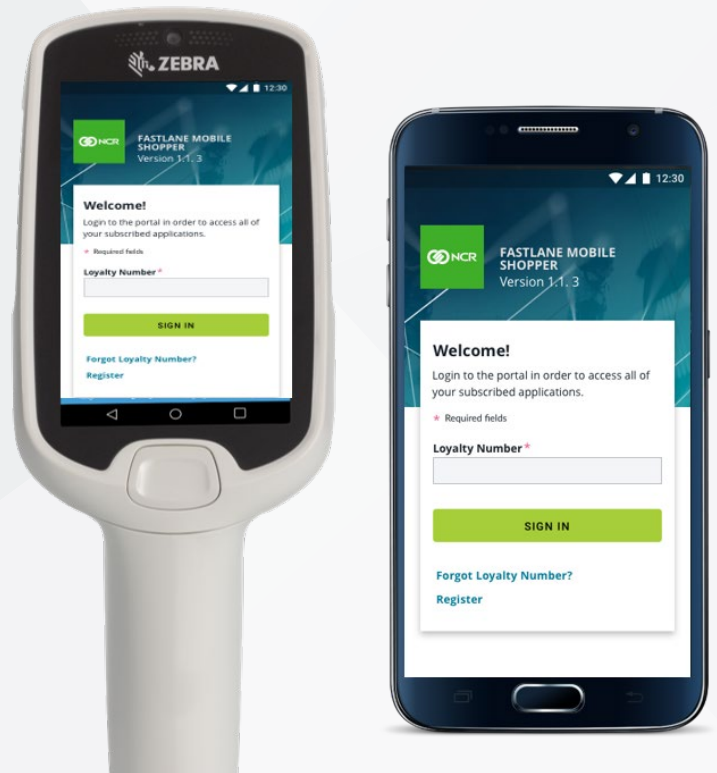 ZEBRA
12:30
NCR
FASTLANE MOBILE
SHOPPER
Version 1.1. 3
Welcome!
Login to the portal in order to access all of
your subscribed applications.
* Required fields
Loyalty Number *
SIGN IN
Forgot Loyalty Number?
Register
12:30
NCR
FASTLANE MOBILE
SHOPPER
Version 1.1. 3
Welcome!
Login to the portal in order to access all of
your subscribed applications.
* Required fields
Loyalty Number *
SIGN IN
Forgot Loyalty Number?
Register